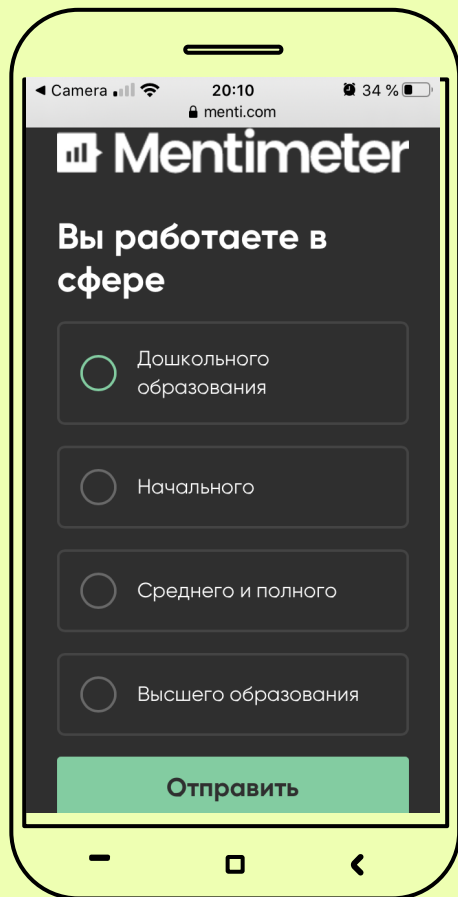 Camera 20:10 34 %
menti.com
Mentimeter
Вы работаете в
сфере
Дошкольного
образования
Начального
Среднего и полного
Высшего образования
Отправить